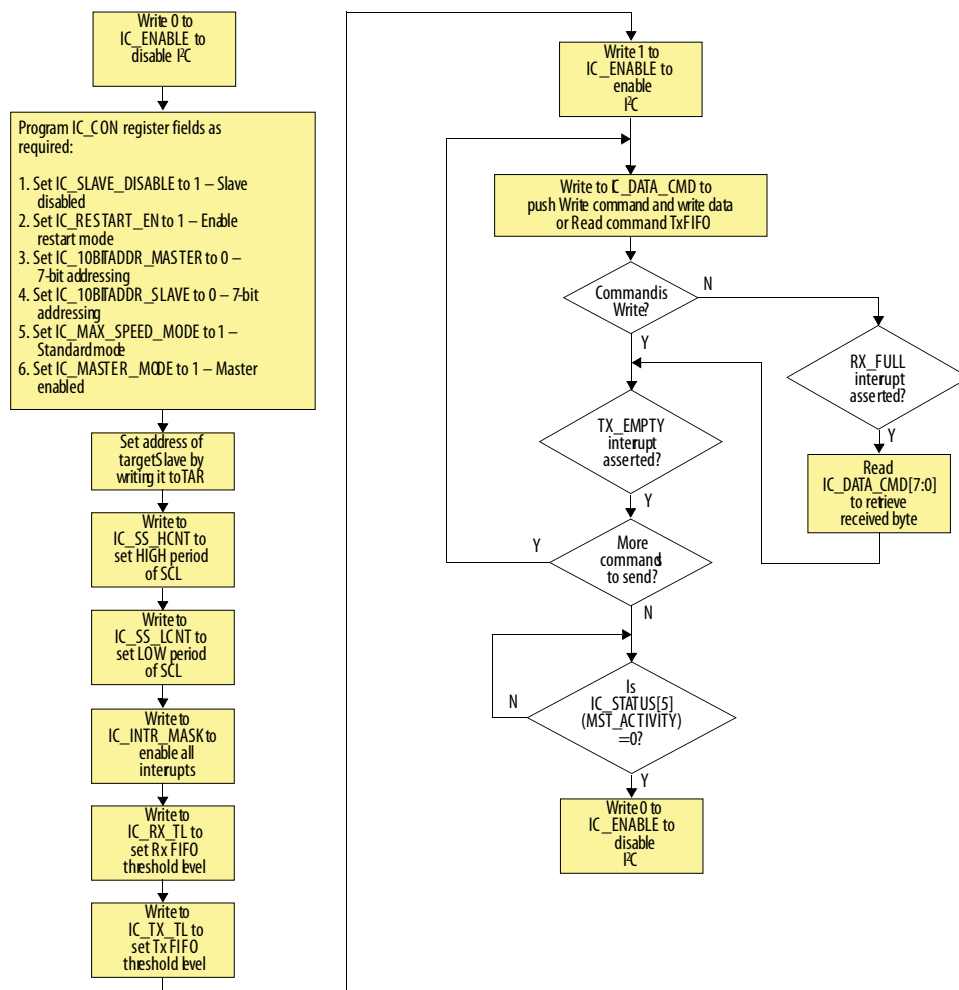 Write 0 to
IC_ENABLE to
disable I²C
Program IC_CON register fields as
required:
1. Set IC_SLAVE_DISABLE to 1 – Slave
disabled
2. Set IC_RESTART_EN to 1 – Enable
restart mode
3. Set IC_10BITADDR_MASTER to 0 –
7-bit addressing
4. Set IC_10BITADDR_SLAVE to 0 – 7-bit
addressing
5. Set IC_MAX_SPEED_MODE to 1 –
Standard mode
6. Set IC_MASTER_MODE to 1 – Master
enabled
Set address of
target Slave by
writing it to TAR
Write to
IC_SS_HCNT to
set HIGH period
of SCL
Write to
IC_SS_LCNT to
set LOW period
of SCL
Write to
IC_INTR_MASK to
enable all
interrupts
Write to
IC_RX_TL to
set Rx FIFO
threshold level
Write to
IC_TX_TL to
set Tx FIFO
threshold level
Write 1 to
IC_ENABLE to
enable
I²C
Write to IC_DATA_CMD to
push Write command and write data
or Read command TxFIFO
Command is
Write?
N
Y
RX_FULL
interrupt
asserted?
Y
Read
IC_DATA_CMD[7:0]
to retrieve
received byte
TX_EMPTY
interrupt
asserted?
Y
More
commands
to send?
Y
N
Is
IC_STATUS[5]
(MST_ACTIVITY)
=0?
N
Y
Write 0 to
IC_ENABLE to
disable
I²C